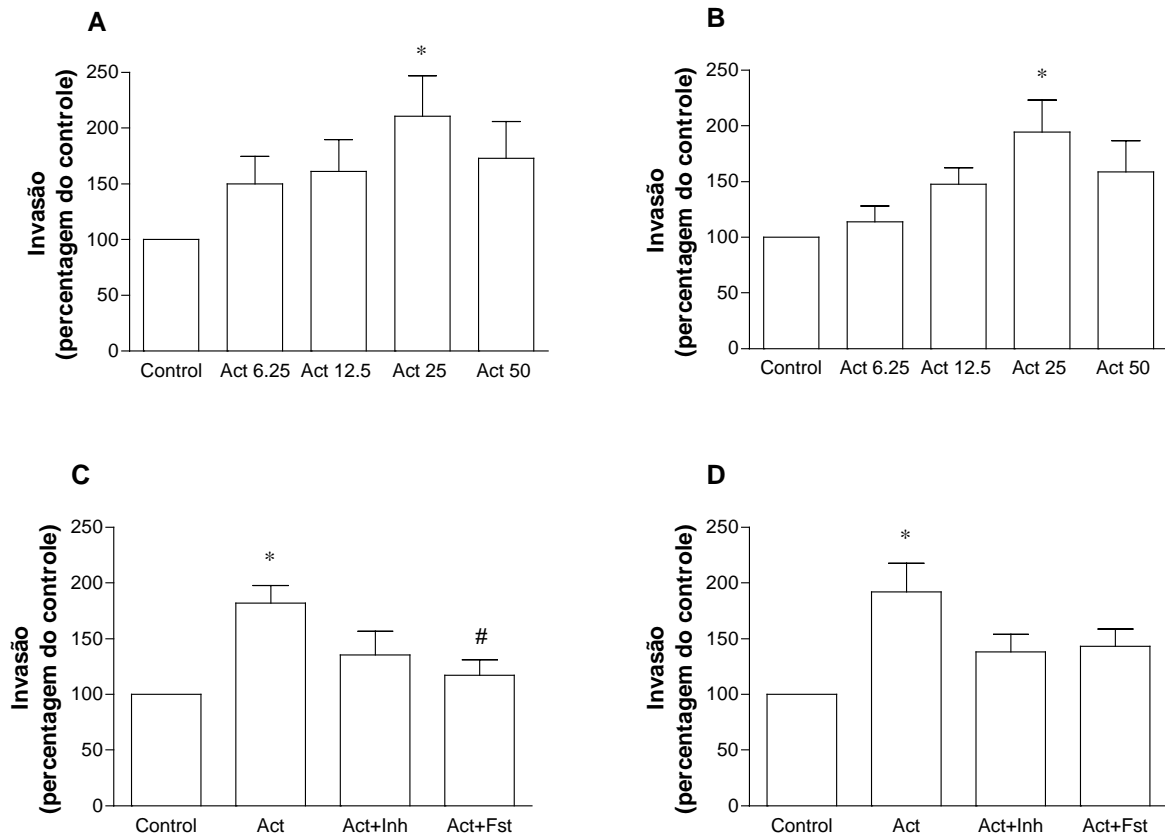 A
Invasão
(percentagem do controle)
250
200
150
100
50
0
*
Control Act 6.25 Act 12.5 Act 25 Act 50
B
Invasão
(percentagem do controle)
250
200
150
100
50
0
*
Control Act 6.25 Act 12.5 Act 25 Act 50
C
Invasão
(percentagem do controle)
250
200
150
100
50
0
*
#
Control Act Act+Inh Act+Fst
D
Invasão
(percentagem do controle)
250
200
150
100
50
0
*
Control Act Act+Inh Act+Fst